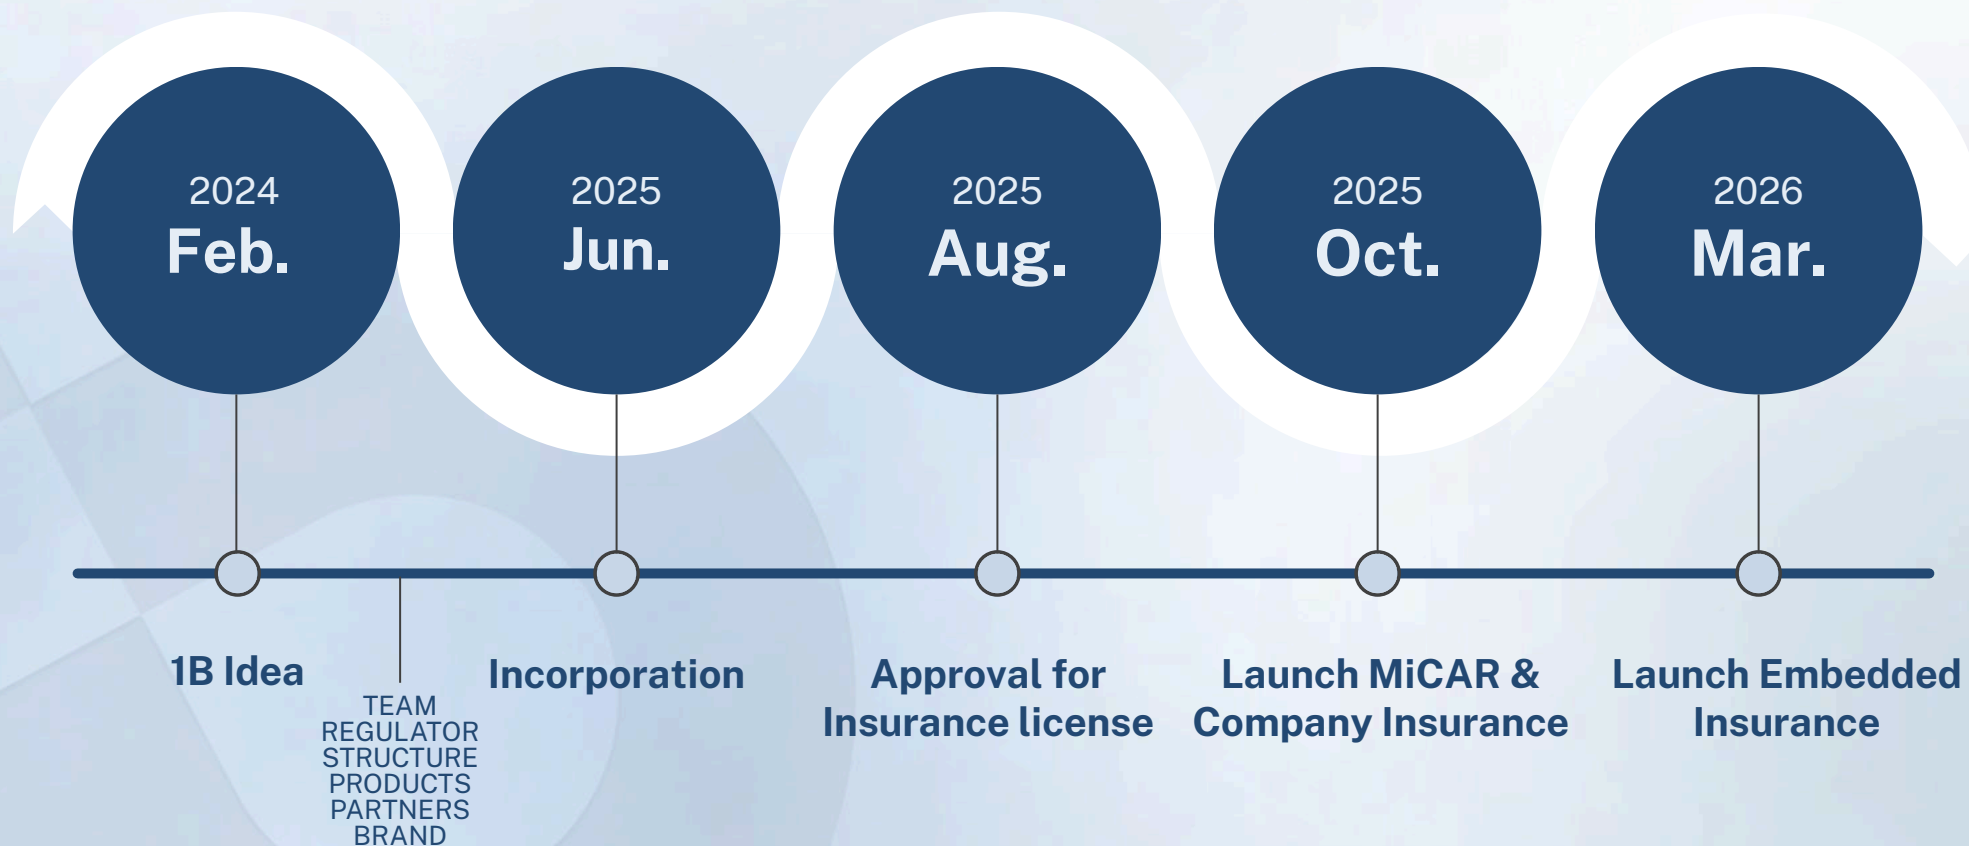 2024
Feb.
2025
Jun.
2025
Aug.
2025
Oct.
2026
Mar.
1B Idea
TEAM
REGULATOR
STRUCTURE
PRODUCTS
PARTNERS
BRAND
Incorporation
Approval for
Insurance license
Launch MiCAR &
Company Insurance
Launch Embedded
Insurance